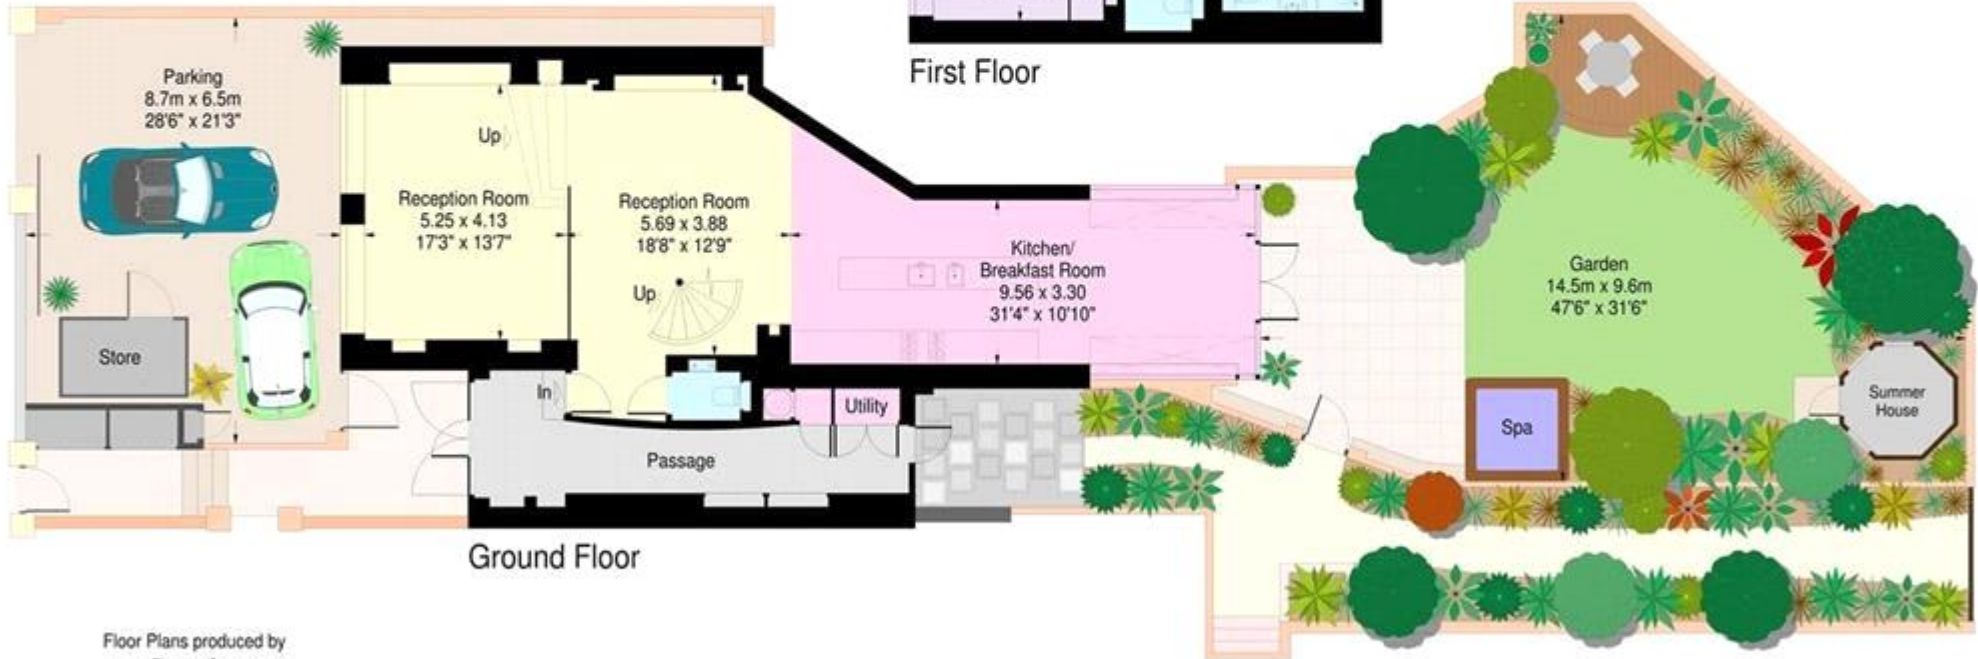 First Floor
Parking
8.7m x 6.5m
28'6" x 21'3"
Up
Reception Room
5.25 x 4.13
17'3" x 13'7"
Reception Room
5.69 x 3.88
18'8" x 12'9"
Up
Kitchen/
Breakfast Room
9.56 x 3.30
31'4" x 10'10"
Garden
14.5m x 9.6m
47'6" x 31'6"
Store
In
Utility
Passage
Spa
Summer
House
Ground Floor
Floor Plans produced by